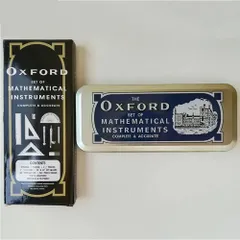 OXFORD
SET OF
MATHEMATICAL
INSTRUMENTS
COMPLETE & ACCURATE
CONTENTS
THE
OXFORD
SET OF
MATHEMATICAL
INSTRUMENTS
COMPLETE & ACCURATE